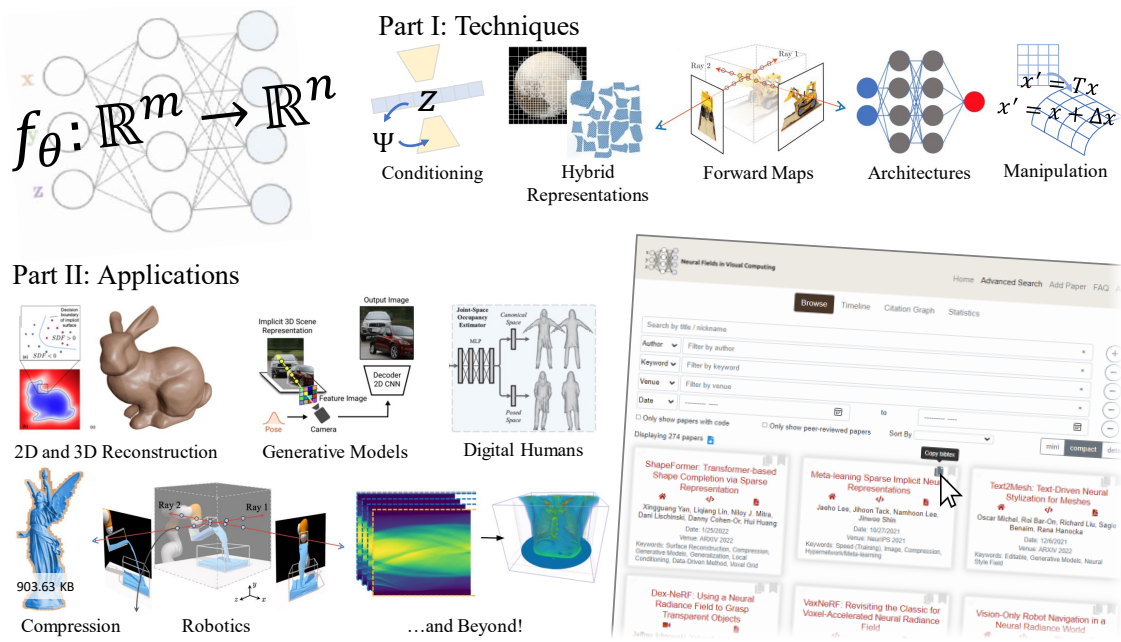 Part I: Techniques
x
y
z
f_θ: ℝ^m → ℝ^n
z
Ψ
Conditioning
Hybrid
Representations
Ray 1
Ray 2
Forward Maps
Architectures
x′ = Tx
x′ = x + Δx
Manipulation
Part II: Applications
Decision
boundary
of implicit
surface
SDF > 0
SDF < 0
(a)
(b)
(c)
2D and 3D Reconstruction
Implicit 3D Scene
Representation
Output Image
Decoder
2D CNN
Feature Image
Pose
Camera
Generative Models
Joint-Space
Occupancy
Estimator
MLP
Canonical
Space
Posed
Space
Digital Humans
903.63 KB
Compression
Ray 2
Ray 1
y
z
x
Robotics
…and Beyond!
Neural Fields in Visual Computing
Home Advanced Search Add Paper FAQ
Browse Timeline Citation Graph Statistics
Search by title / nickname
Author Filter by author
Keyword Filter by keyword
Venue Filter by venue
Date to
Only show papers with code Only show peer-reviewed papers Sort By
Displaying 274 papers
mini compact
Copy bibtex
ShapeFormer: Transformer-based
Shape Completion via Sparse
Representation
Xingguang Yan, Liqiang Lin, Niloy J. Mitra,
Dani Lischinski, Danny Cohen-Or, Hui Huang
Date: 1/25/2022
Venue: ARXIV 2022
Keywords: Surface Reconstruction, Compression,
Generative Models, Generalization, Local
Conditioning, Data-Driven Method, Voxel Grid
Meta-leaning Sparse Implicit Neu
Representations
Jaeho Lee, Jihoon Tack, Namhoon Lee,
Jinwoo Shin
Date: 10/27/2021
Venue: NeurIPS 2021
Keywords: Speed (Training), Image, Compression,
Hypernetwork/Meta-learning
Text2Mesh: Text-Driven Neural
Stylization for Meshes
Oscar Michel, Roi Bar-On, Richard Liu, Sagie
Benaim, Rana Hanocka
Date: 12/6/2021
Venue: ARXIV 2022
Keywords: Editable, Generative Models, Neural
Style Field
Dex-NeRF: Using a Neural
Radiance Field to Grasp
Transparent Objects
VaxNeRF: Revisiting the Classic for
Voxel-Accelerated Neural Radiance
Field
Vision-Only Robot Navigation in a
Neural Radiance World